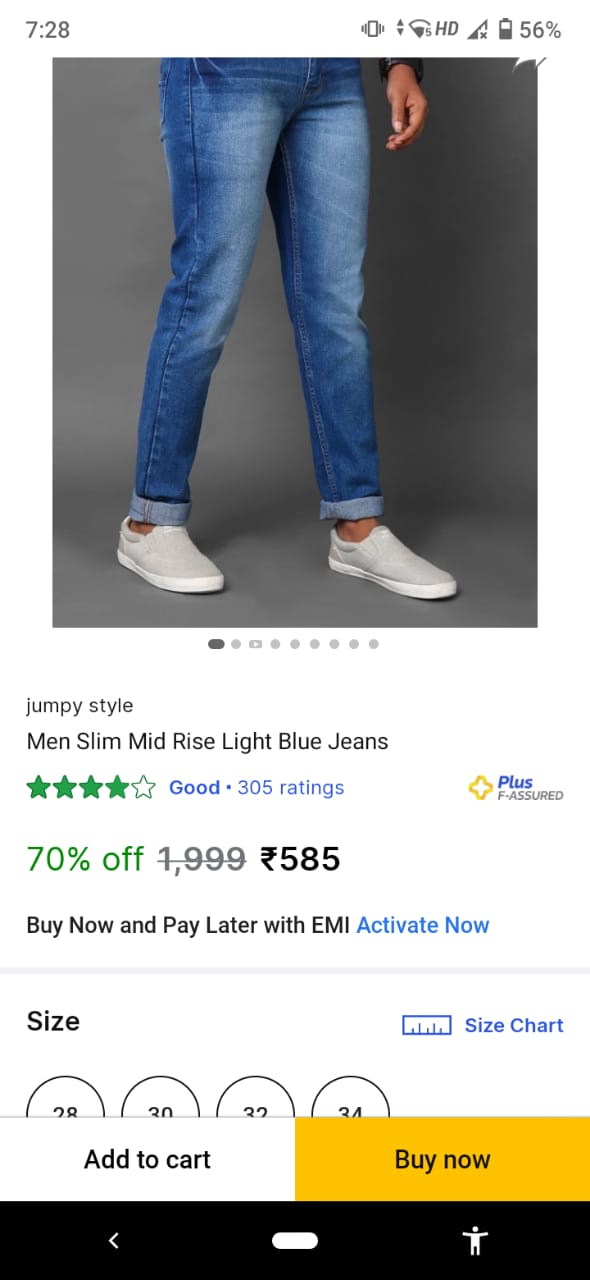 7:28 5 HD 56%
jumpy style
Men Slim Mid Rise Light Blue Jeans
Good • 305 ratings
Plus
F-ASSURED
70% off 1,999 ₹585
Buy Now and Pay Later with EMI Activate Now
Size
Size Chart
28 30 32 34
Add to cart
Buy now